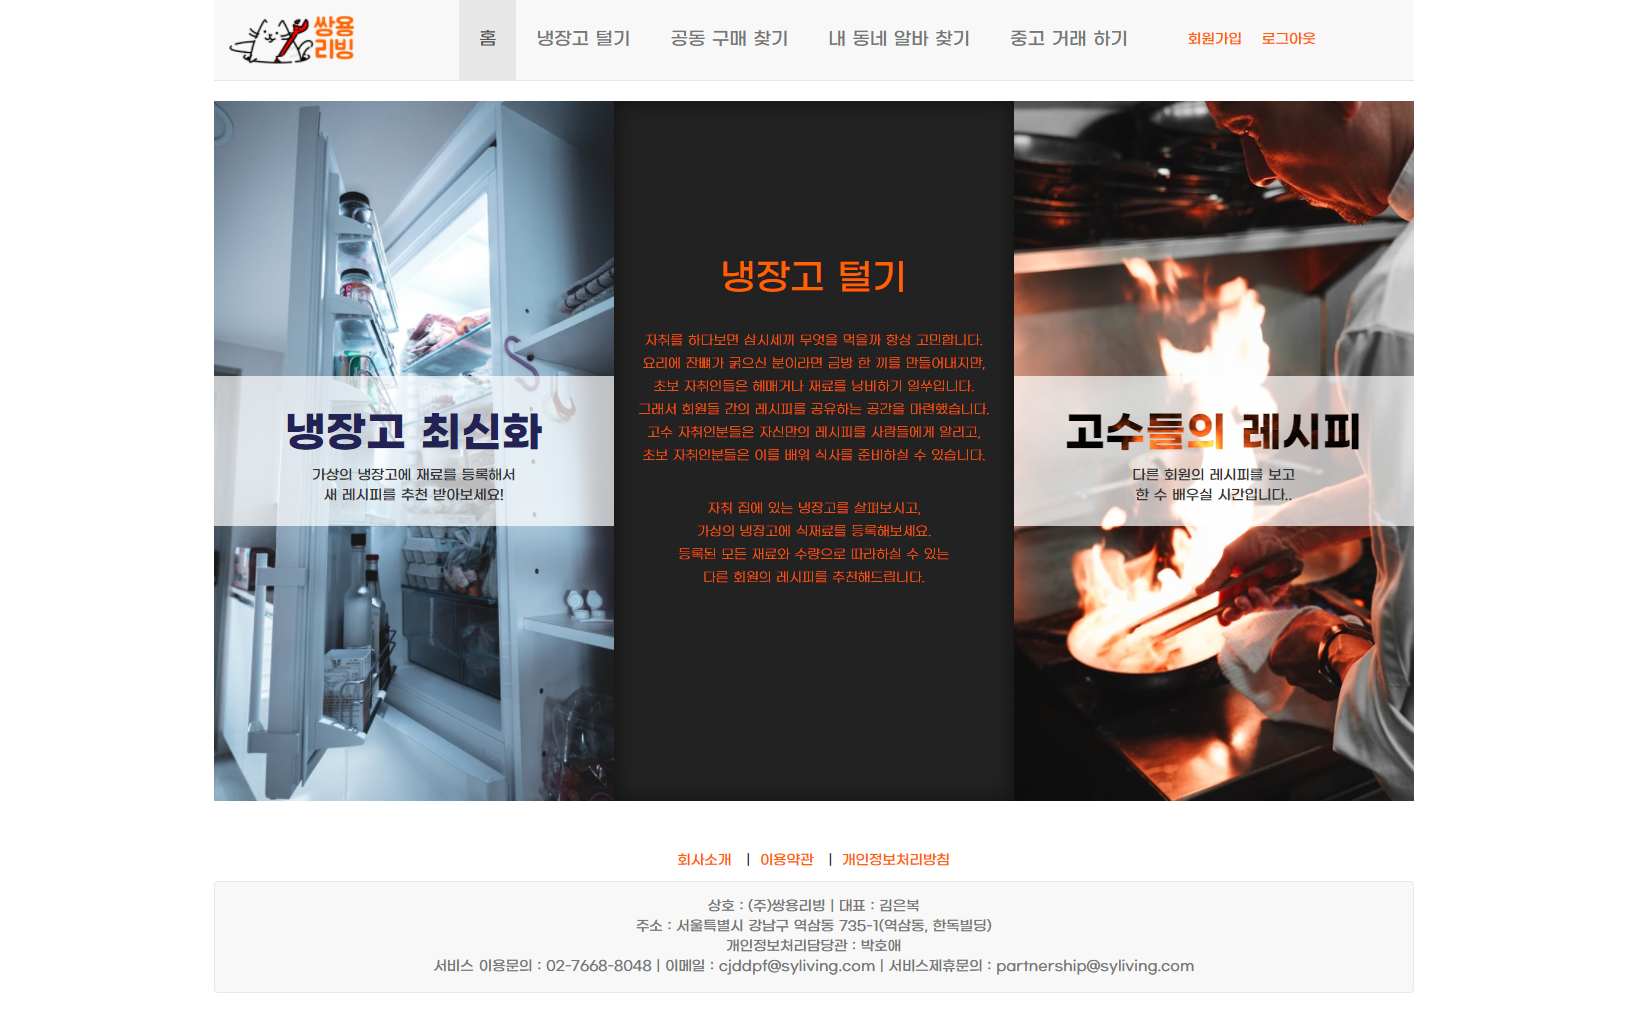 쌍용
리빙
홈
냉장고 털기
공동 구매 찾기
내 동네 알바 찾기
중고 거래 하기
회원가입
로그아웃
냉장고 최신화
가상의 냉장고에 재료를 등록해서
새 레시피를 추천 받아보세요!
냉장고 털기
자취를 하다보면 삼시세끼 무엇을 먹을까 항상 고민합니다.
요리에 잔뼈가 굵으신 분이라면 금방 한 끼를 만들어내지만,
초보 자취인들은 헤매거나 재료를 낭비하기 일쑤입니다.
그래서 회원들 간의 레시피를 공유하는 공간을 마련했습니다.
고수 자취인분들은 자신만의 레시피를 사람들에게 알리고,
초보 자취인분들은 이를 배워 식사를 준비하실 수 있습니다.
자취 집에 있는 냉장고를 살펴보시고,
가상의 냉장고에 식재료를 등록해보세요.
등록된 모든 재료와 수량으로 따라하실 수 있는
다른 회원의 레시피를 추천해드립니다.
고수들의 레시피
다른 회원의 레시피를 보고
한 수 배우실 시간입니다..
회사소개 | 이용약관 | 개인정보처리방침
상호 : (주)쌍용리빙 | 대표 : 김은복
주소 : 서울특별시 강남구 역삼동 735-1(역삼동, 한독빌딩)
개인정보처리담당관 : 박호애
서비스 이용문의 : 02-7668-8048 | 이메일 : cjddpf@syliving.com | 서비스제휴문의 : partnership@syliving.com